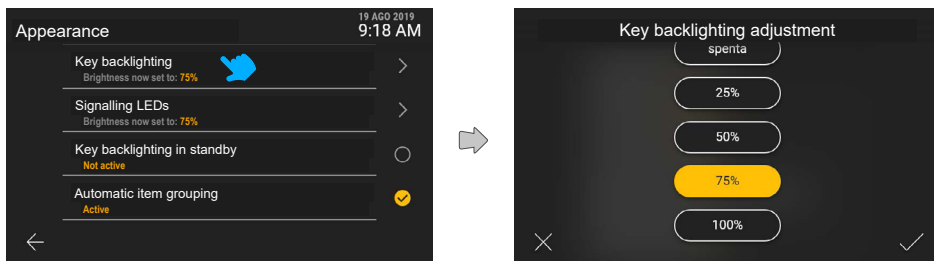 19 AGO 2019
Appearance
9:18 AM
Key backlighting
Brightness now set to: 75%
Signalling LEDs
Brightness now set to: 75%
Key backlighting in standby
Not active
Automatic item grouping
Active
Key backlighting adjustment
spenta
25%
50%
75%
100%